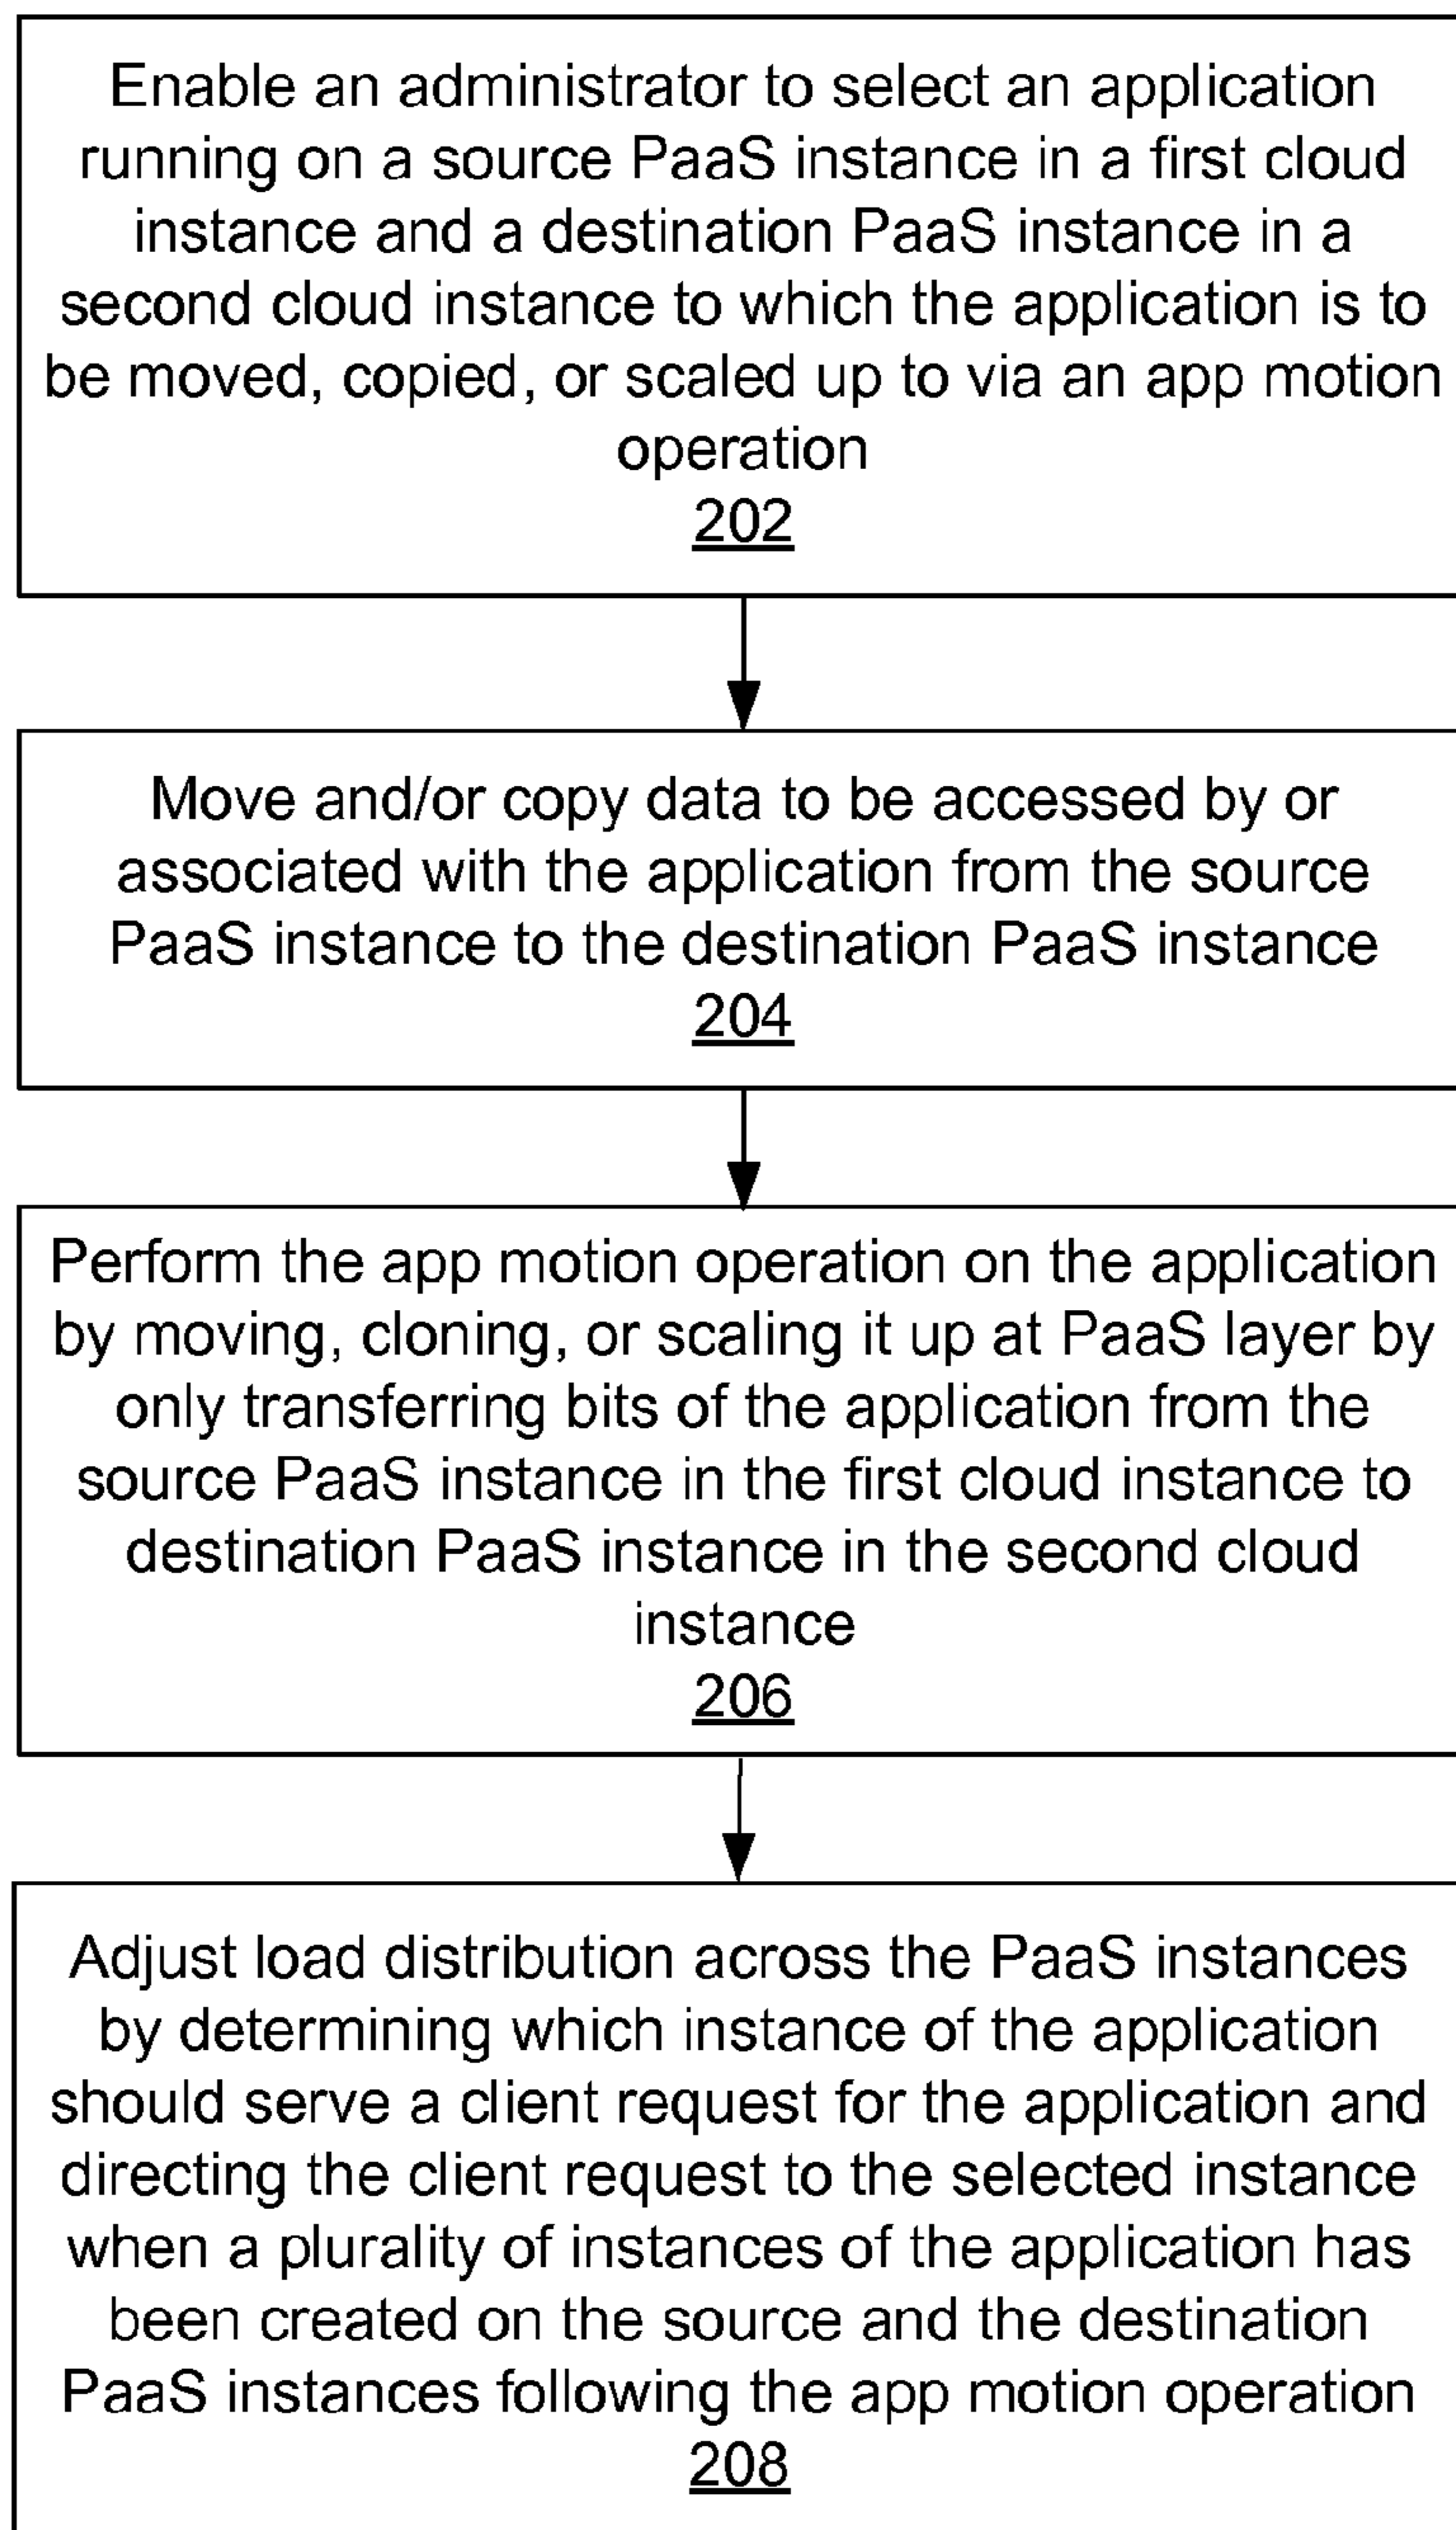 Enable an administrator to select an application
running on a source PaaS instance in a first cloud
instance and a destination PaaS instance in a
second cloud instance to which the application is to
be moved, copied, or scaled up to via an app motion
operation
202
Move and/or copy data to be accessed by or
associated with the application from the source
PaaS instance to the destination PaaS instance
204
Perform the app motion operation on the application
by moving, cloning, or scaling it up at PaaS layer by
only transferring bits of the application from the
source PaaS instance in the first cloud instance to
destination PaaS instance in the second cloud
instance
206
Adjust load distribution across the PaaS instances
by determining which instance of the application
should serve a client request for the application and
directing the client request to the selected instance
when a plurality of instances of the application has
been created on the source and the destination
PaaS instances following the app motion operation
208